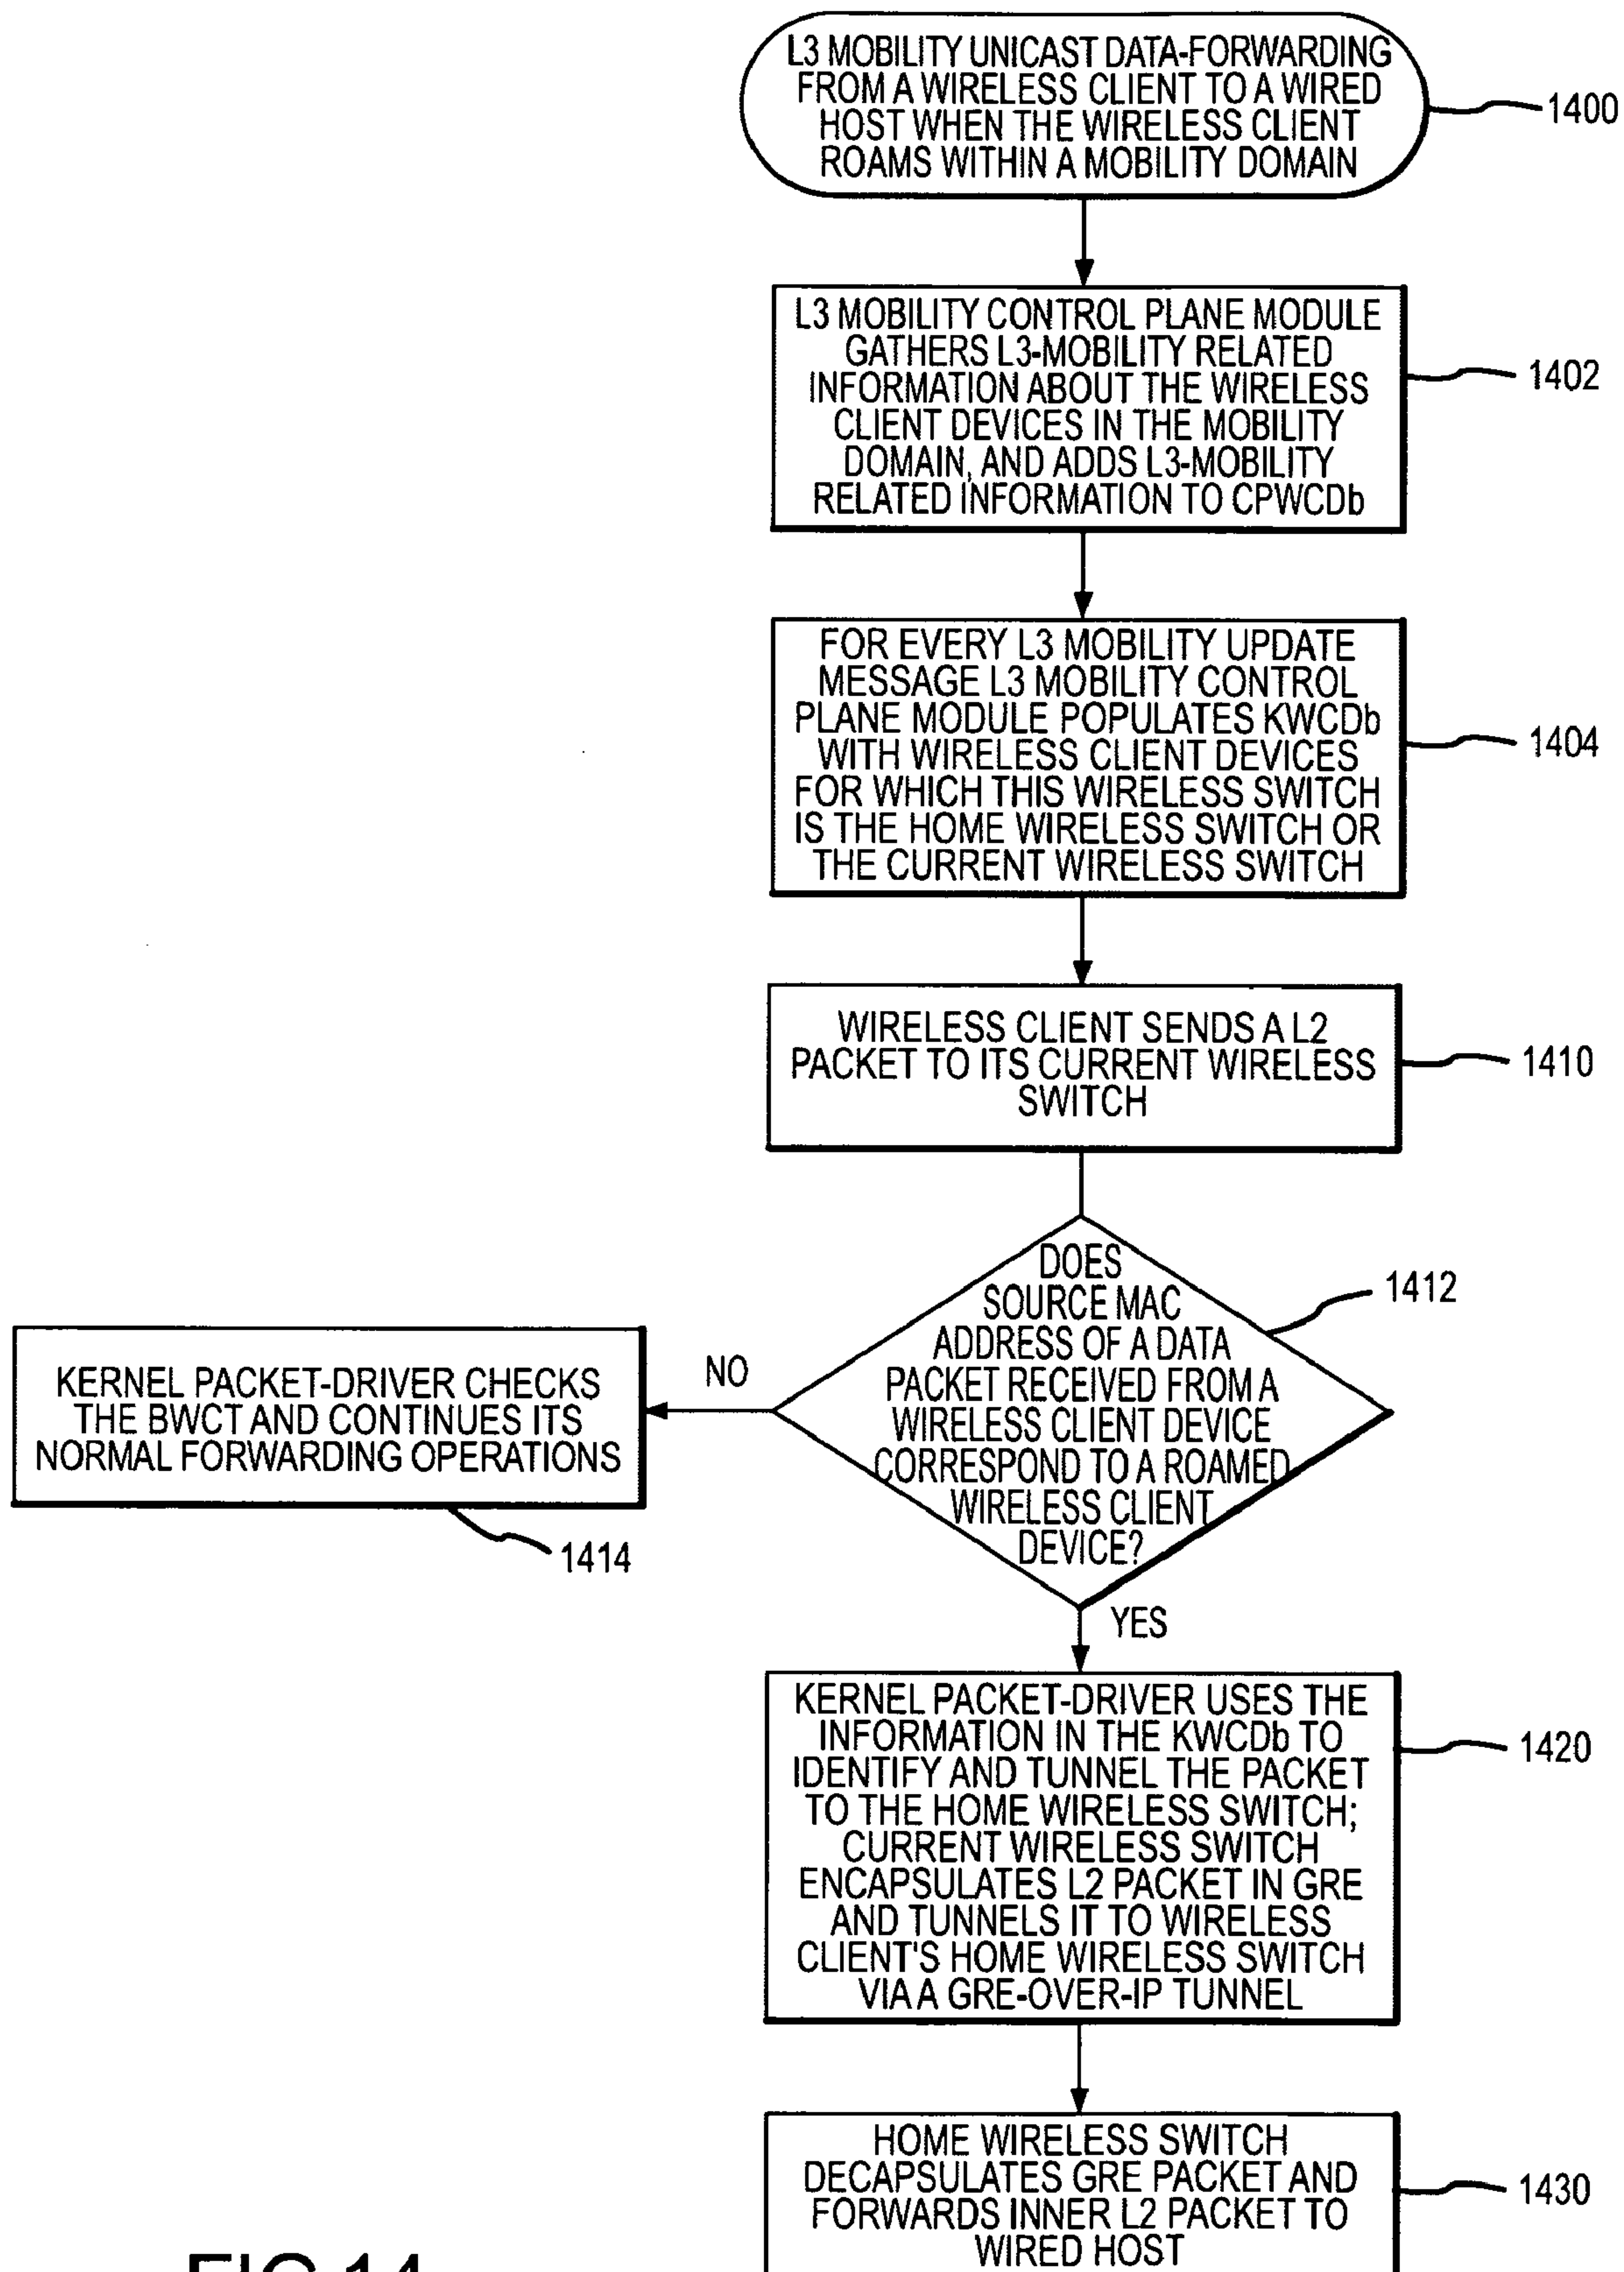 L3 MOBILITY UNICAST DATA-FORWARDING
FROM A WIRELESS CLIENT TO A WIRED
HOST WHEN THE WIRELESS CLIENT
ROAMS WITHIN A MOBILITY DOMAIN
1400
L3 MOBILITY CONTROL PLANE MODULE
GATHERS L3-MOBILITY RELATED
INFORMATION ABOUT THE WIRELESS
CLIENT DEVICES IN THE MOBILITY
DOMAIN, AND ADDS L3-MOBILITY
RELATED INFORMATION TO CPWCDb
1402
FOR EVERY L3 MOBILITY UPDATE
MESSAGE L3 MOBILITY CONTROL
PLANE MODULE POPULATES KWCDb
WITH WIRELESS CLIENT DEVICES
FOR WHICH THIS WIRELESS SWITCH
IS THE HOME WIRELESS SWITCH OR
THE CURRENT WIRELESS SWITCH
1404
WIRELESS CLIENT SENDS A L2
PACKET TO ITS CURRENT WIRELESS
SWITCH
1410
DOES
SOURCE MAC
ADDRESS OF A DATA
PACKET RECEIVED FROM A
WIRELESS CLIENT DEVICE
CORRESPOND TO A ROAMED
WIRELESS CLIENT
DEVICE?
1412
NO
KERNEL PACKET-DRIVER CHECKS
THE BWCT AND CONTINUES ITS
NORMAL FORWARDING OPERATIONS
1414
YES
KERNEL PACKET-DRIVER USES THE
INFORMATION IN THE KWCDb TO
IDENTIFY AND TUNNEL THE PACKET
TO THE HOME WIRELESS SWITCH;
CURRENT WIRELESS SWITCH
ENCAPSULATES L2 PACKET IN GRE
AND TUNNELS IT TO WIRELESS
CLIENT'S HOME WIRELESS SWITCH
VIA A GRE-OVER-IP TUNNEL
1420
HOME WIRELESS SWITCH
DECAPSULATES GRE PACKET AND
FORWARDS INNER L2 PACKET TO
WIRED HOST
1430
FIG.14